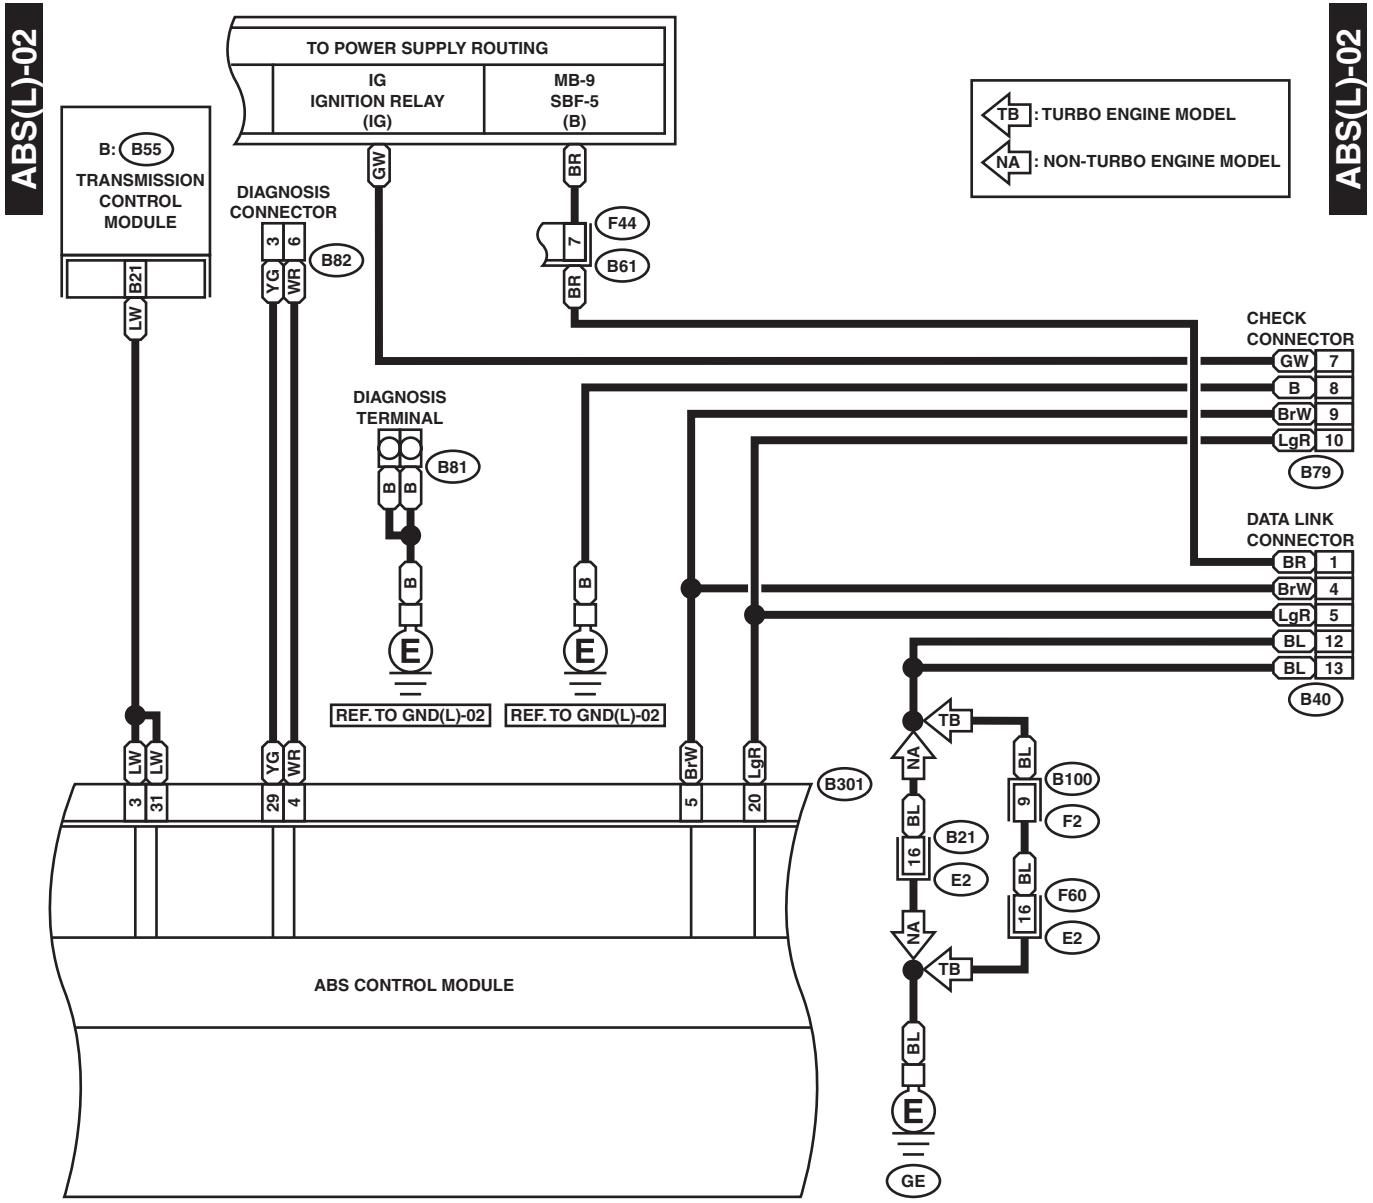 ABS(L)-02
ABS(L)-02
TO POWER SUPPLY ROUTING
IG
IGNITION RELAY
(IG)
MB-9
SBF-5
(B)
TB : TURBO ENGINE MODEL
NA : NON-TURBO ENGINE MODEL
B: B55
TRANSMISSION
CONTROL
MODULE
B21
LW
DIAGNOSIS
CONNECTOR
3 6
B82
YG WR
GW
BR
7
F44
B61
BR
CHECK
CONNECTOR
GW 7
B 8
BrW 9
LgR 10
B79
DIAGNOSIS
TERMINAL
B81
B B
B
E
REF. TO GND(L)-02
B
E
REF. TO GND(L)-02
DATA LINK
CONNECTOR
BR 1
BrW 4
LgR 5
BL 12
BL 13
B40
TB
NA
BL
B100
9
F2
BL
16
B21
E2
BL
F60
16
E2
NA
TB
BL
E
GE
LW LW YG WR BrW LgR
B301
3 31 29 4 5 20
ABS CONTROL MODULE